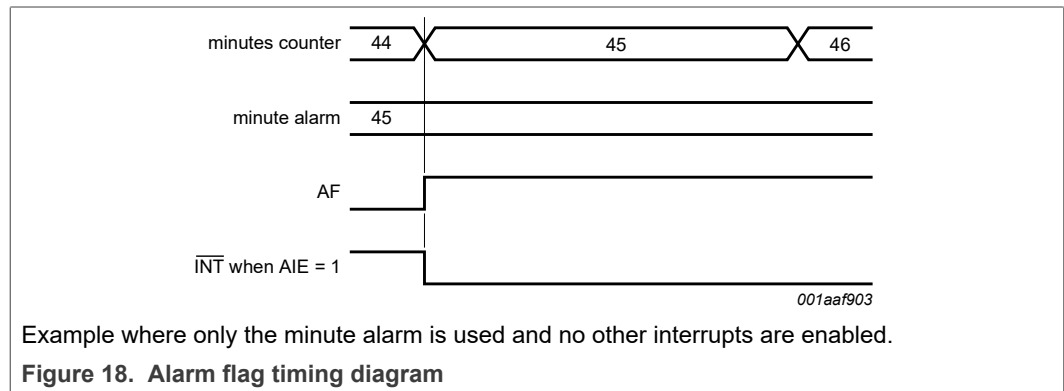 minutes counter 44 45 46
minute alarm 45
AF
INT when AIE = 1
001aaf903
Example where only the minute alarm is used and no other interrupts are enabled.
Figure 18. Alarm flag timing diagram